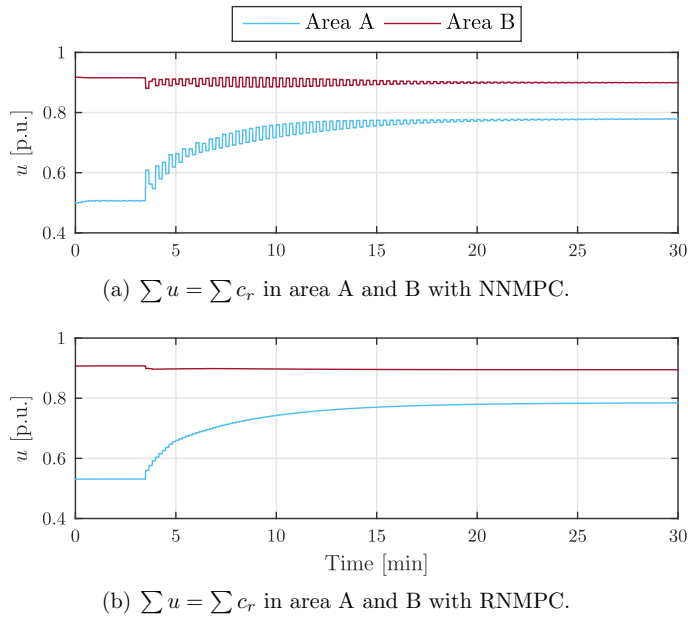 Area A Area B
1
0.8
0.6
0.4
u [p.u.]
0 5 10 15 20 25 30
(a) ∑ u = ∑ c_r in area A and B with NNMPC.
1
0.8
0.6
0.4
u [p.u.]
0 5 10 15 20 25 30
Time [min]
(b) ∑ u = ∑ c_r in area A and B with RNMPC.